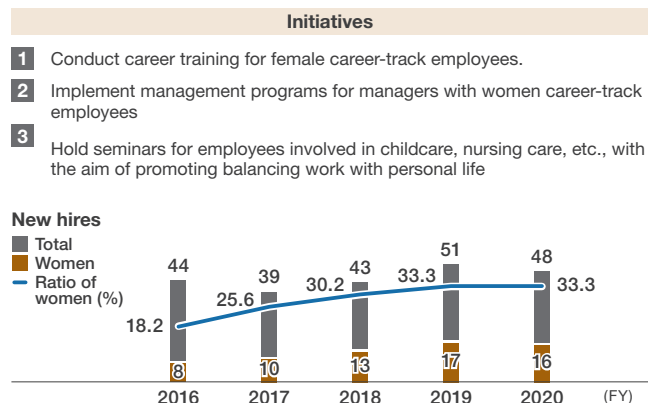 Initiatives
1 Conduct career training for female career-track employees.
2 Implement management programs for managers with women career-track
employees
3 Hold seminars for employees involved in childcare, nursing care, etc., with
the aim of promoting balancing work with personal life
New hires
Total
Women
Ratio of
women (%)
44
39
43
51
48
18.2
25.6
30.2
33.3
33.3
8
10
13
17
16
2016 2017 2018 2019 2020 (FY)